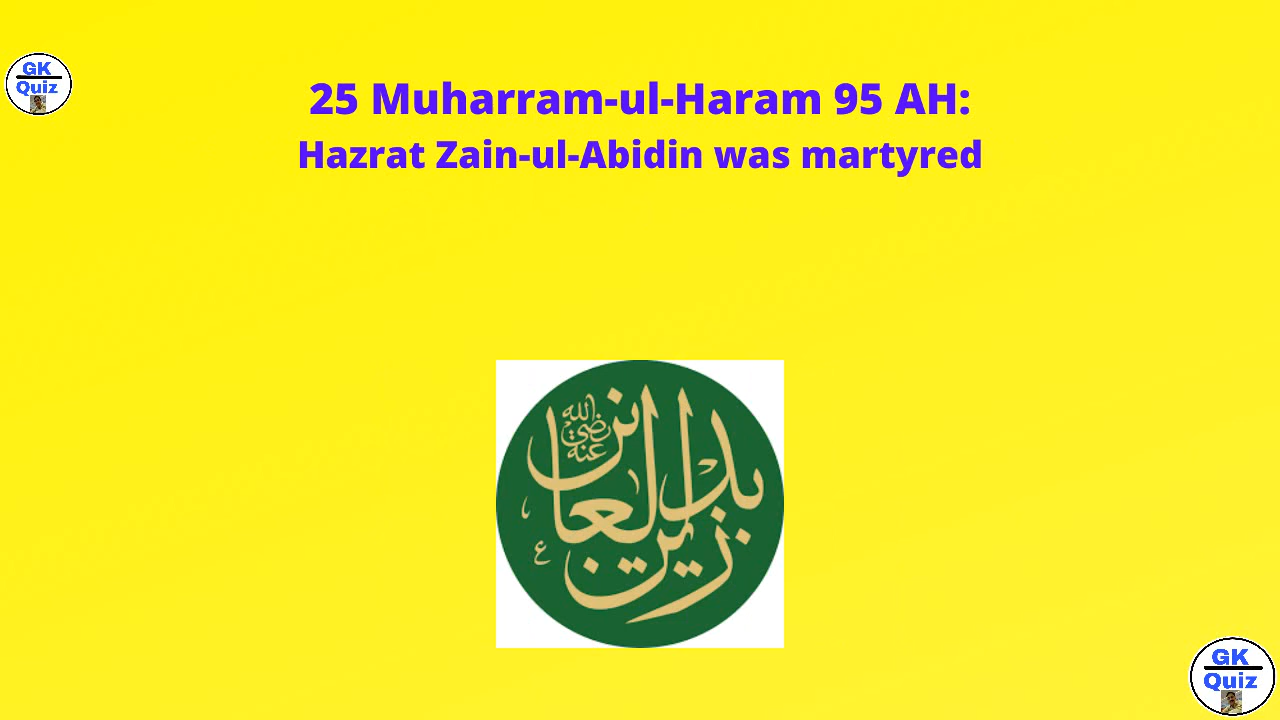 GK
Quiz
25 Muharram-ul-Haram 95 AH:
Hazrat Zain-ul-Abidin was martyred
زين العابدين
رضي الله عنه
GK
Quiz